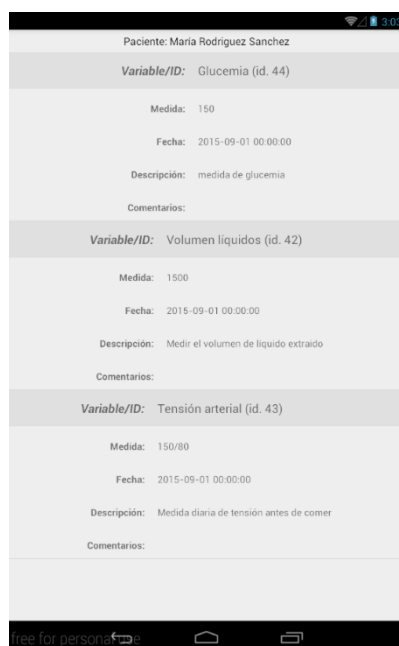 3:03
Paciente: María Rodriguez Sanchez
Variable/ID: Glucemia (id. 44)
Medida: 150
Fecha: 2015-09-01 00:00:00
Descripción: medida de glucemia
Comentarios:
Variable/ID: Volumen líquidos (id. 42)
Medida: 1500
Fecha: 2015-09-01 00:00:00
Descripción: Medir el volumen de liquido extraido
Comentarios:
Variable/ID: Tensión arterial (id. 43)
Medida: 150/80
Fecha: 2015-09-01 00:00:00
Descripción: Medida diaria de tensión antes de comer
Comentarios:
free for personal use